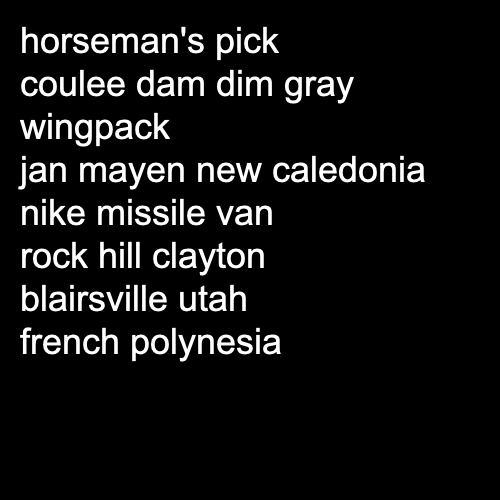 horseman's pick
coulee dam dim gray
wingpack
jan mayen new caledonia
nike missile van
rock hill clayton
blairsville utah
french polynesia